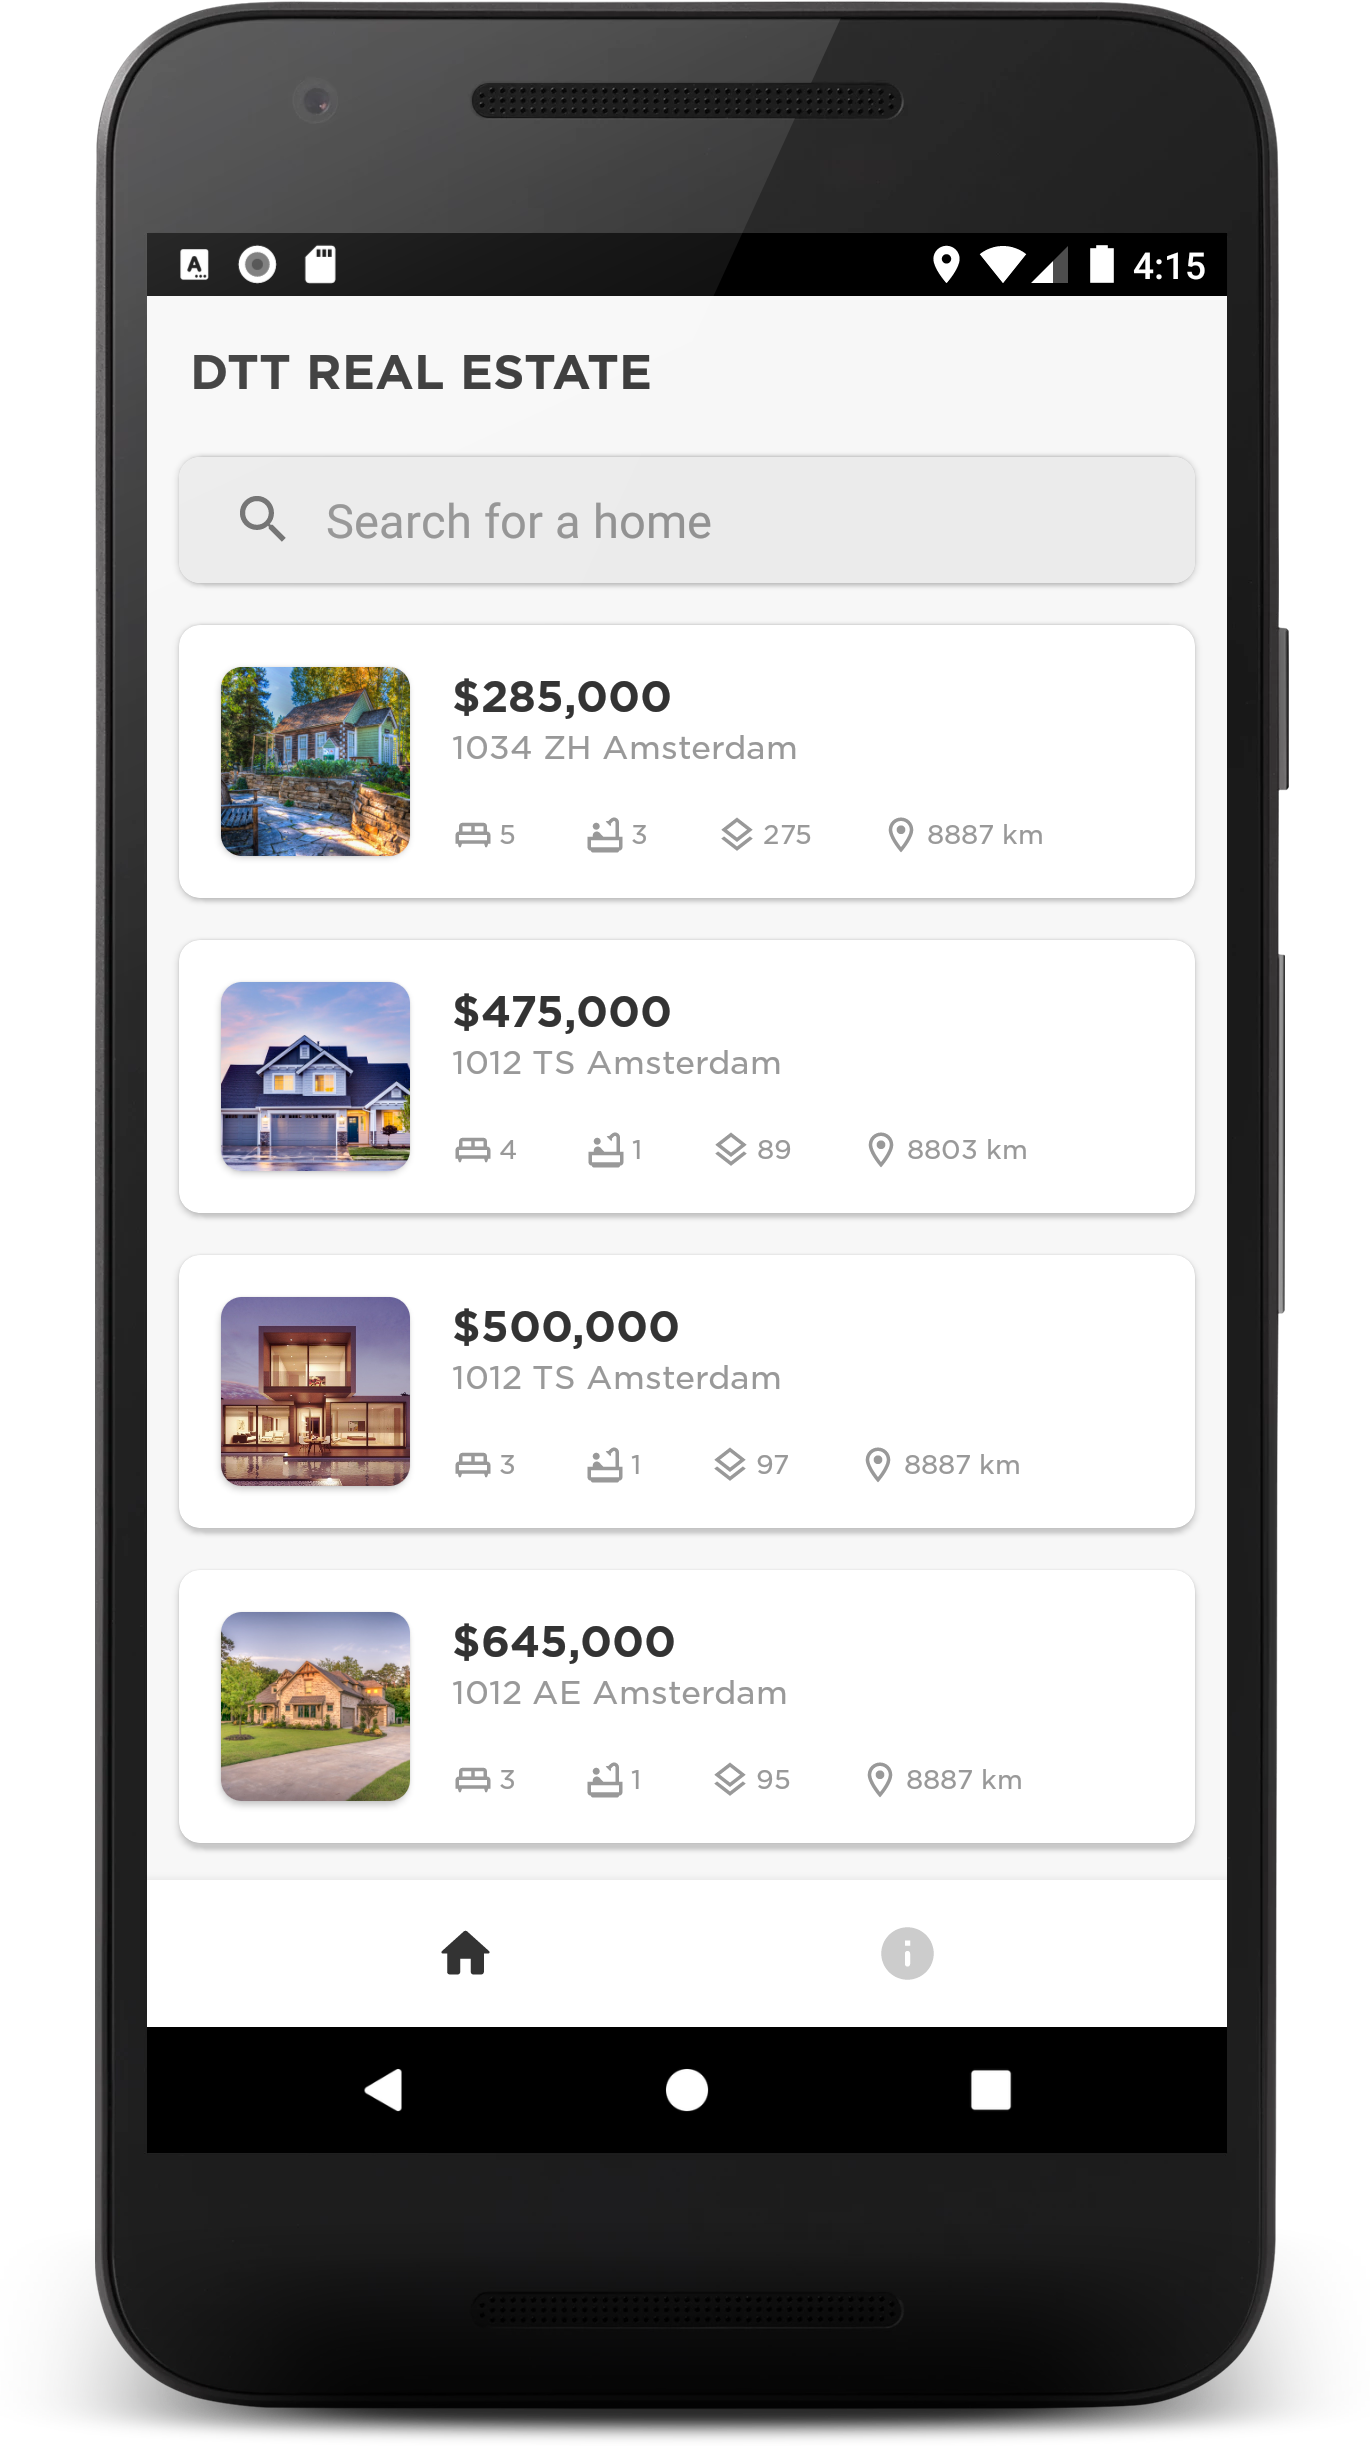 4:15
DTT REAL ESTATE
Search for a home
$285,000
1034 ZH Amsterdam
5 3 275 8887 km
$475,000
1012 TS Amsterdam
4 1 89 8803 km
$500,000
1012 TS Amsterdam
3 1 97 8887 km
$645,000
1012 AE Amsterdam
3 1 95 8887 km